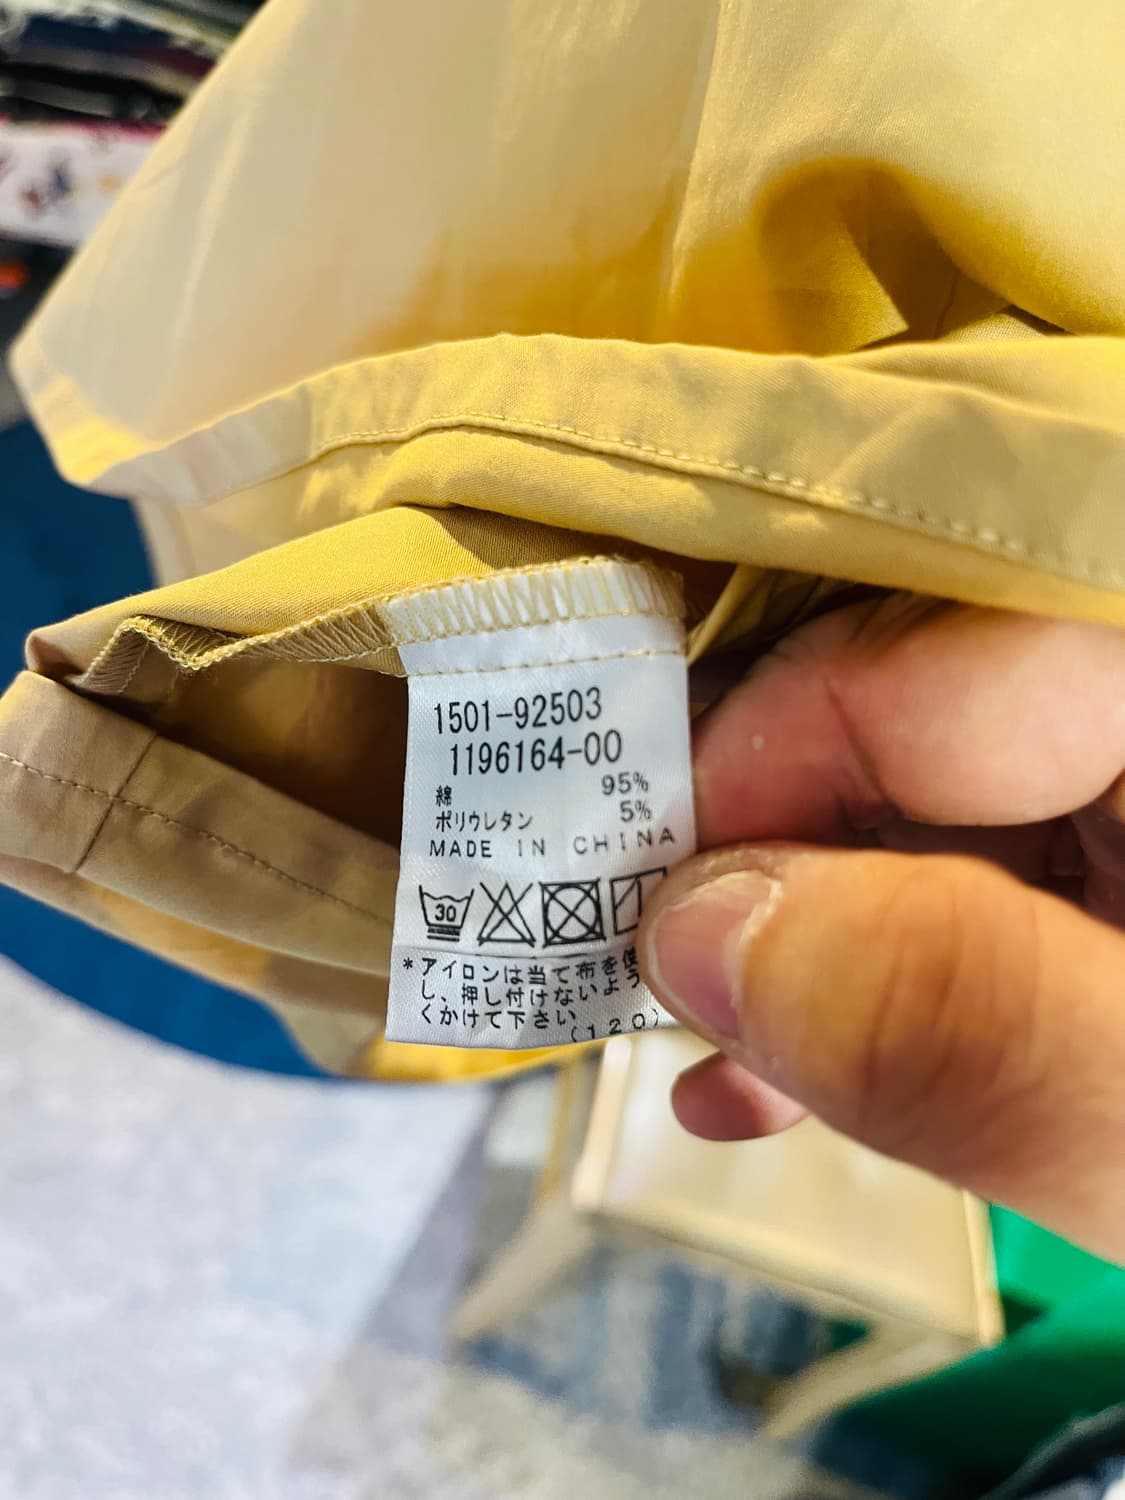 1501-92503
1196164-00
綿 95%
ポリウレタン 5%
MADE IN CHINA
30
*アイロンは当て布を使
し、押し付けないよう
くかけて下さい
(120)